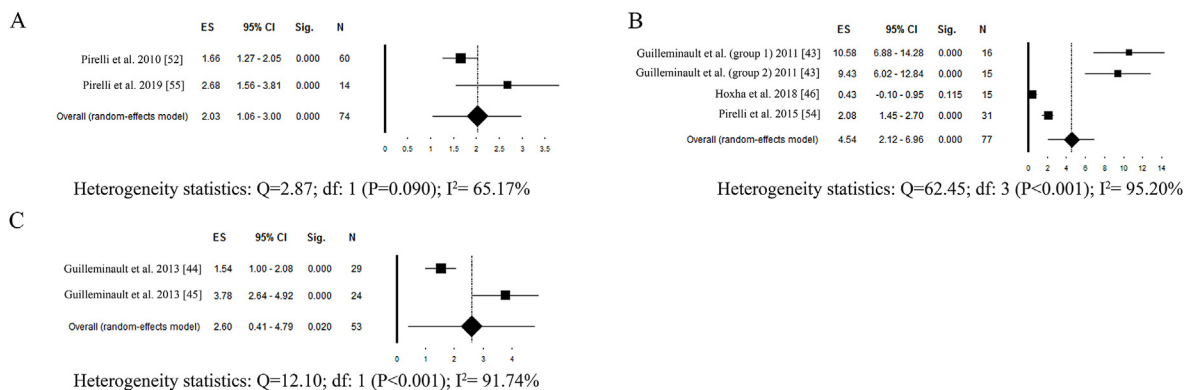 A
ES 95% CI Sig. N
Pirelli et al. 2010 [52] 1.66 1.27 - 2.05 0.000 60
Pirelli et al. 2019 [55] 2.68 1.56 - 3.81 0.000 14
Overall (random-effects model) 2.03 1.06 - 3.00 0.000 74
0 0.5 1 1.5 2 2.5 3 3.5
Heterogeneity statistics: Q=2.87; df: 1 (P=0.090); I²= 65.17%
B
ES 95% CI Sig. N
Guilleminault et al. (group 1) 2011 [43] 10.58 6.88 - 14.28 0.000 16
Guilleminault et al. (group 2) 2011 [43] 9.43 6.02 - 12.84 0.000 15
Hoxha et al. 2018 [46] 0.43 -0.10 - 0.95 0.115 15
Pirelli et al. 2015 [54] 2.08 1.45 - 2.70 0.000 31
Overall (random-effects model) 4.54 2.12 - 6.96 0.000 77
0 2 4 6 8 10 12 14
Heterogeneity statistics: Q=62.45; df: 3 (P<0.001); I²= 95.20%
C
ES 95% CI Sig. N
Guilleminault et al. 2013 [44] 1.54 1.00 - 2.08 0.000 29
Guilleminault et al. 2013 [45] 3.78 2.64 - 4.92 0.000 24
Overall (random-effects model) 2.60 0.41 - 4.79 0.020 53
0 1 2 3 4
Heterogeneity statistics: Q=12.10; df: 1 (P<0.001); I²= 91.74%